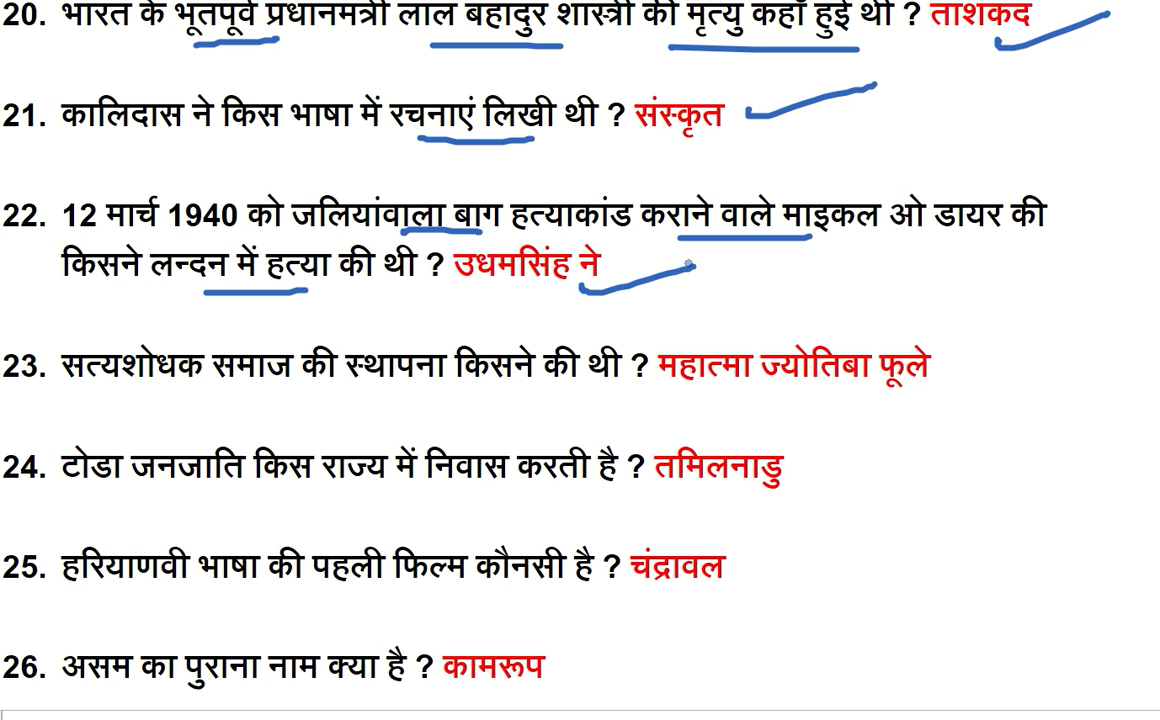 20. भारत के भूतपूर्व प्रधानमंत्री लाल बहादुर शास्त्री की मृत्यु कहाँ हुई थी ? ताशकंद
21. कालिदास ने किस भाषा में रचनाएं लिखी थी ? संस्कृत
22. 12 मार्च 1940 को जलियांवाला बाग हत्याकांड कराने वाले माइकल ओ डायर की
किसने लन्दन में हत्या की थी ? उधमसिंह ने
23. सत्यशोधक समाज की स्थापना किसने की थी ? महात्मा ज्योतिबा फूले
24. टोडा जनजाति किस राज्य में निवास करती है ? तमिलनाडु
25. हरियाणवी भाषा की पहली फिल्म कौनसी है ? चंद्रावल
26. असम का पुराना नाम क्या है ? कामरूप